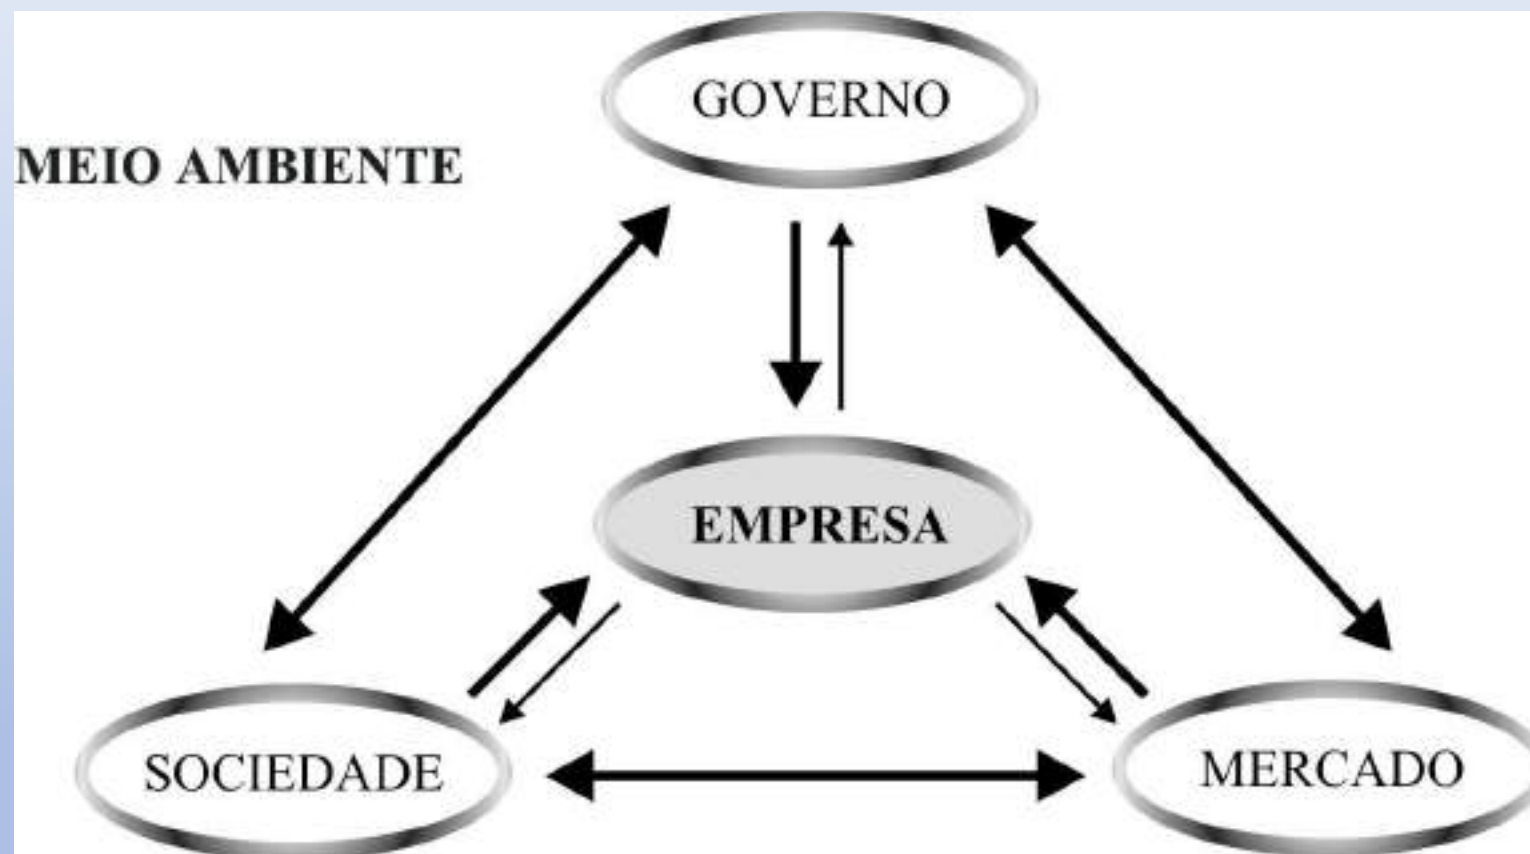 GOVERNO
MEIO AMBIENTE
EMPRESA
SOCIEDADE
MERCADO